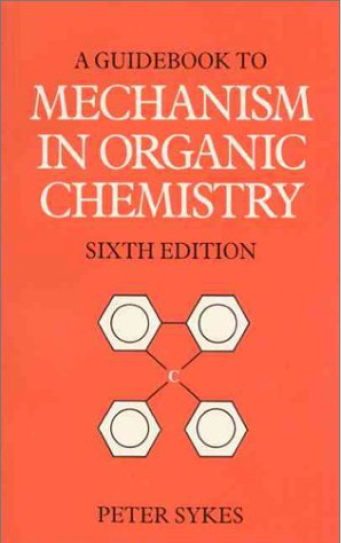 A GUIDEBOOK TO
MECHANISM
IN ORGANIC
CHEMISTRY
SIXTH EDITION
C
PETER SYKES